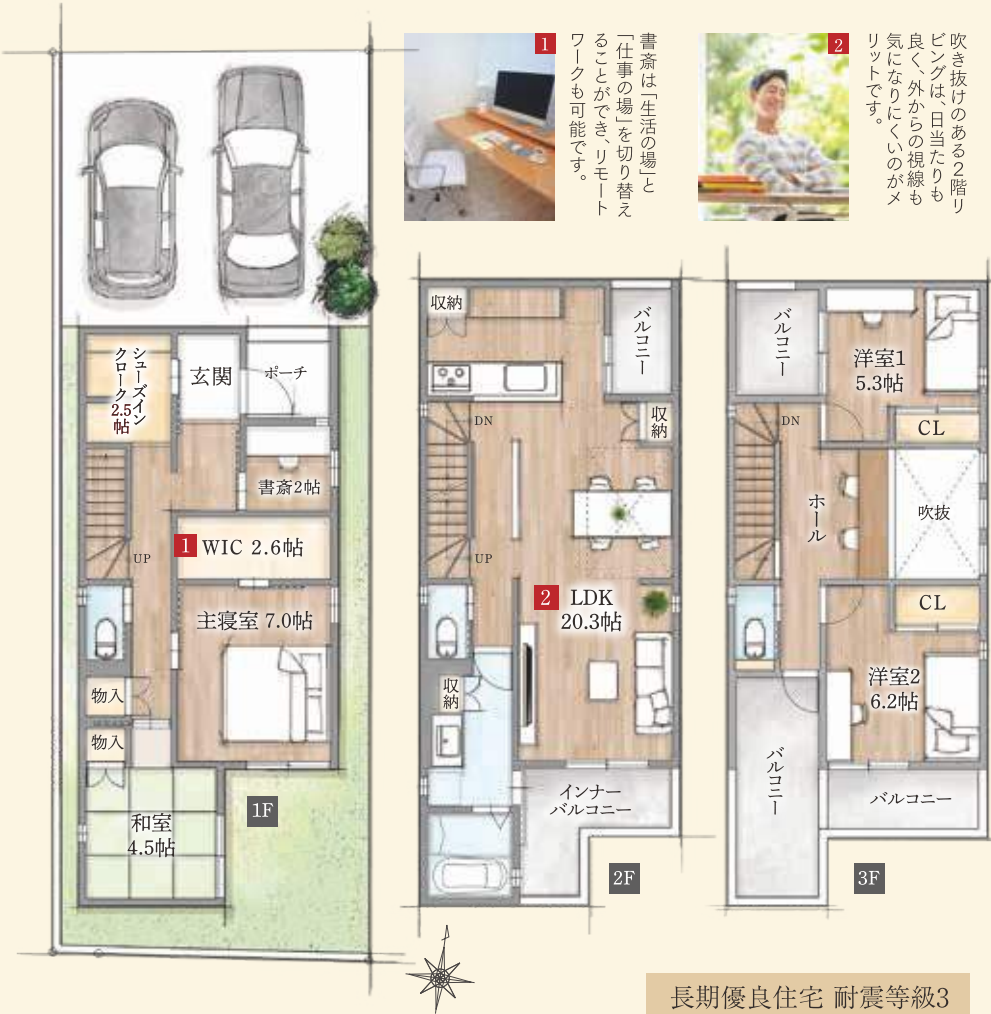 1
書斎は「生活の場」と
「仕事の場」を切り替え
ることができ、リモート
ワークも可能です。
2
吹き抜けのある2階リ
ビングは、日当たりも
良く、外からの視線も
気になりにくいのがメ
リットです。
シューズイン
クローク
2.5
帖
玄関
ポーチ
書斎2帖
UP
1 WIC 2.6帖
主寝室 7.0帖
物入
物入
和室
4.5帖
1F
収納
バルコニー
DN
収納
UP
2 LDK
20.3帖
収納
インナー
バルコニー
2F
バルコニー
洋室1
5.3帖
DN
CL
ホール
吹抜
CL
洋室2
6.2帖
バルコニー
バルコニー
3F
長期優良住宅 耐震等級3